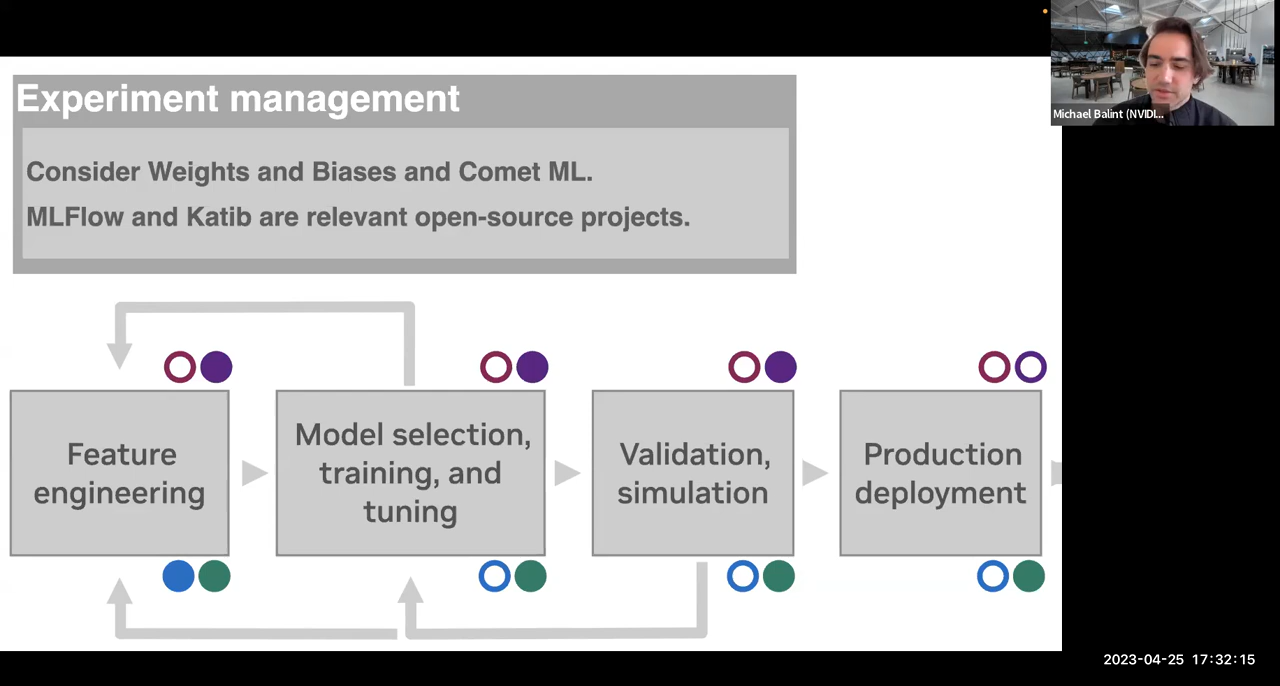 Experiment management
Consider Weights and Biases and Comet ML.
MLFlow and Katib are relevant open-source projects.
Feature
engineering
Model selection,
training, and
tuning
Validation,
simulation
Production
deployment
Michael Balint (NVIDI...
2023-04-25 17:32:15